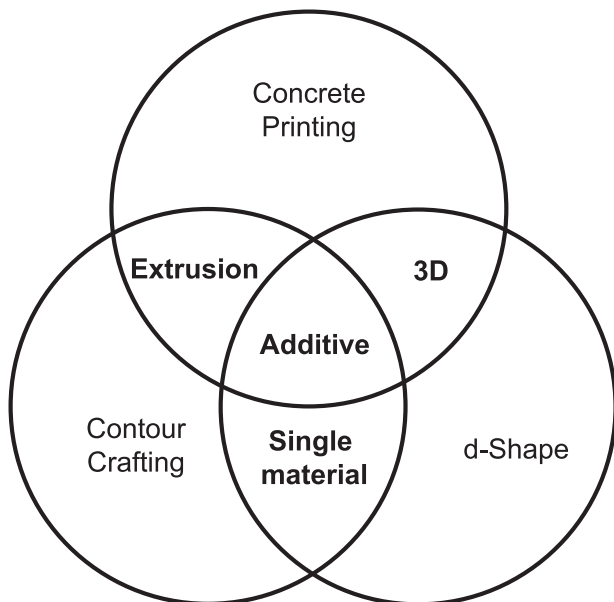 Concrete
Printing
Extrusion
3D
Additive
Contour
Crafting
Single
material
d-Shape